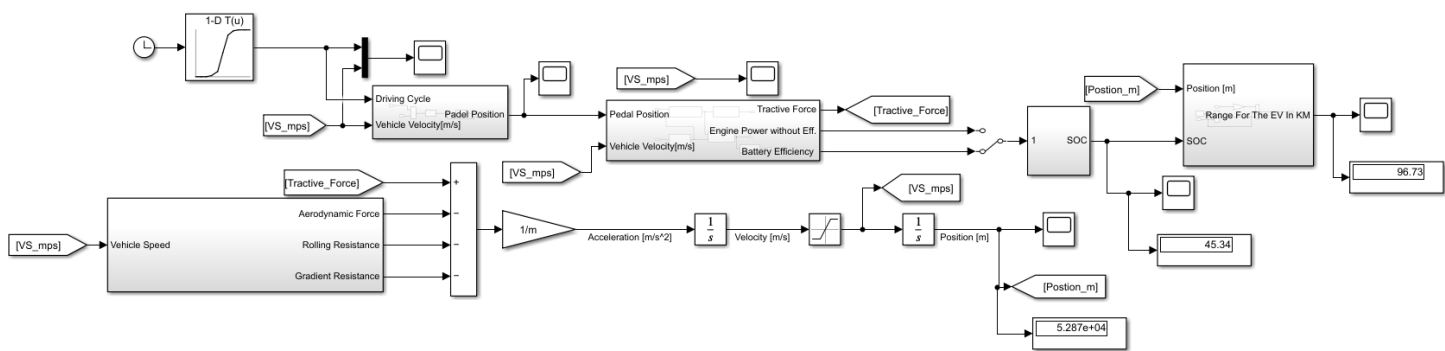 1-D T(u)
Driving Cycle
Padel Position
Vehicle Velocity[m/s]
[VS_mps]
[VS_mps]
Pedal Position
Vehicle Velocity[m/s]
Tractive Force
Engine Power without Eff.
Battery Efficiency
[VS_mps]
[Tractive_Force]
1
SOC
[Postion_m]
Position [m]
Range For The EV In KM
SOC
96.73
45.34
[Tractive_Force]
[VS_mps]
Vehicle Speed
Aerodynamic Force
Rolling Resistance
Gradient Resistance
+
−
−
−
1/m
Acceleration [m/s^2]
1
s
Velocity [m/s]
[VS_mps]
1
s
Position [m]
[Postion_m]
5.287e+04